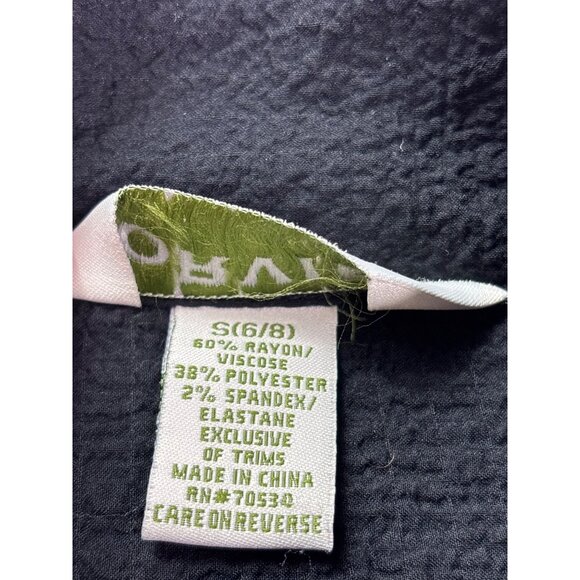 S(6/8)
60% RAYON/
VISCOSE
38% POLYESTER
2% SPANDEX/
ELASTANE
EXCLUSIVE
OF TRIMS
MADE IN CHINA
RN#70534
CARE ON REVERSE